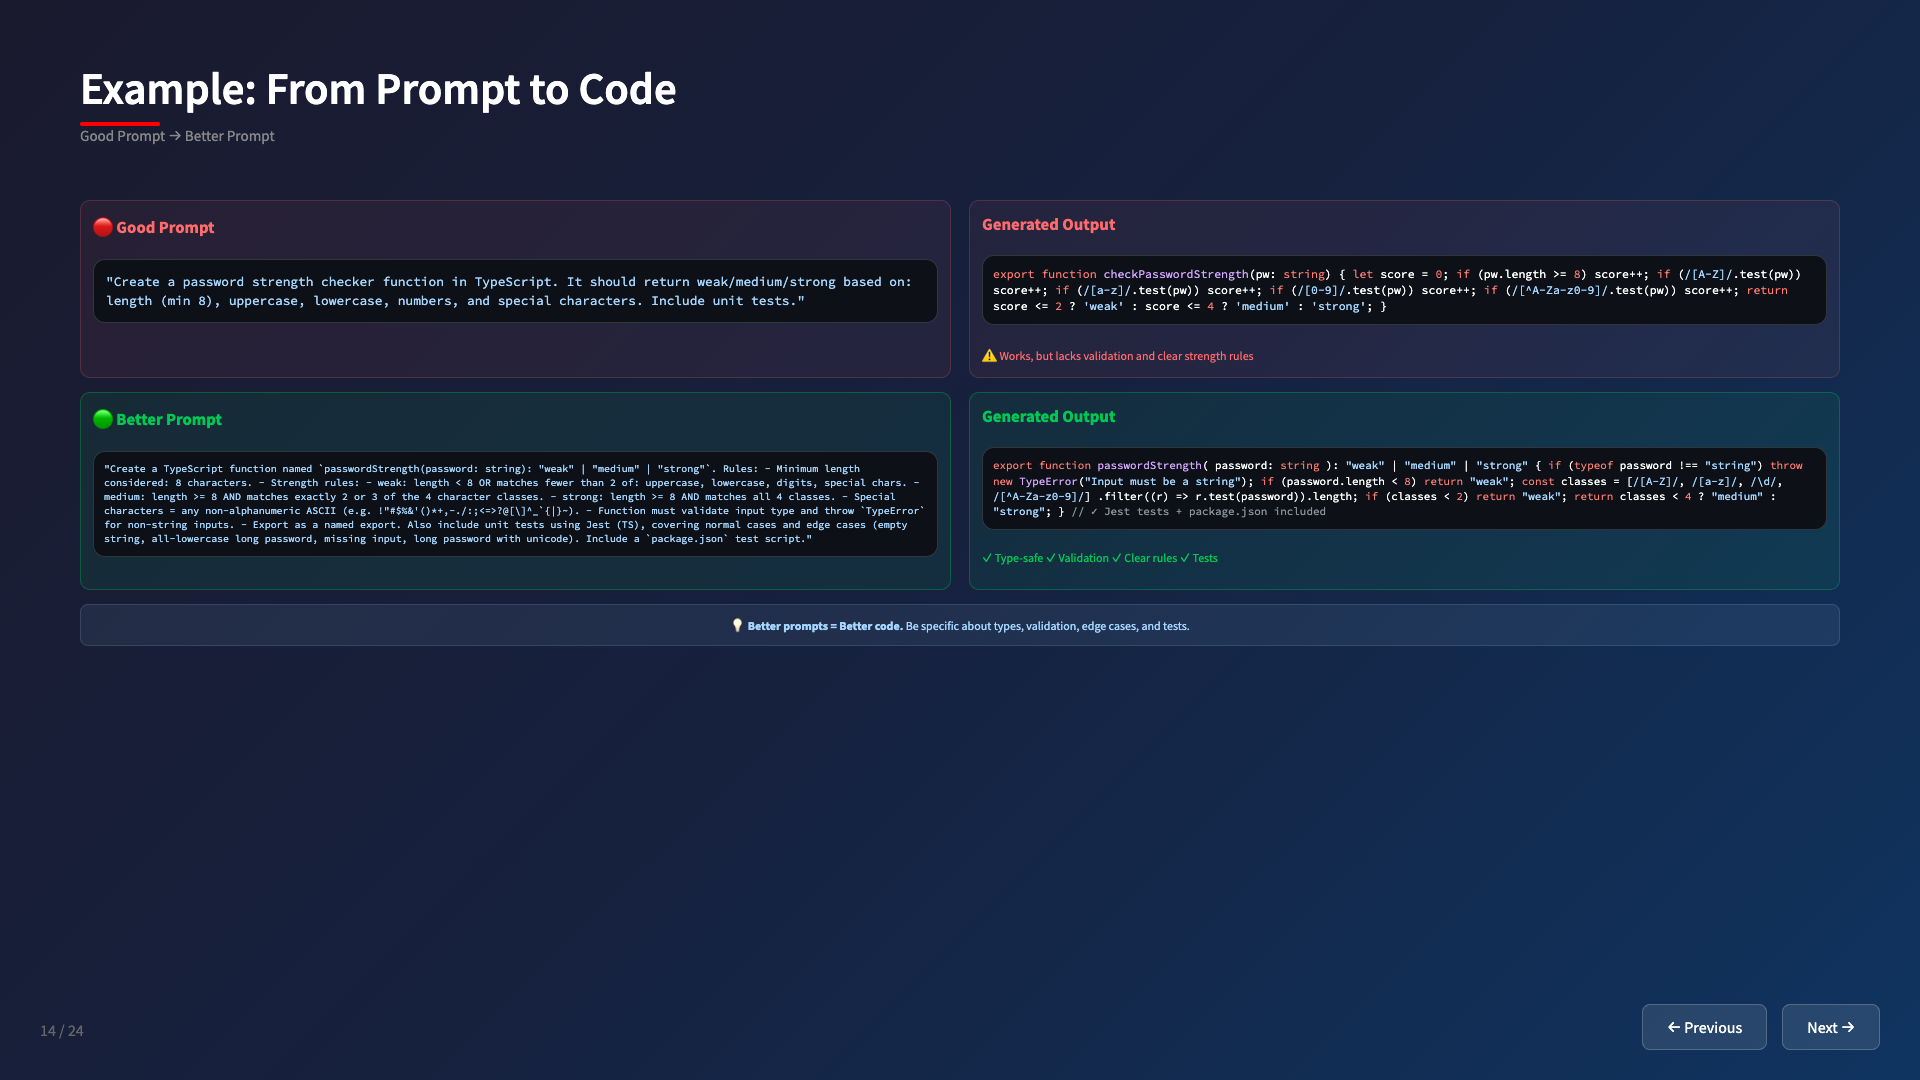 Example: From Prompt to Code
Good Prompt → Better Prompt
🔴 Good Prompt
"Create a password strength checker function in TypeScript. It should return weak/medium/strong based on:
length (min 8), uppercase, lowercase, numbers, and special characters. Include unit tests."
Generated Output
export function checkPasswordStrength(pw: string) { let score = 0; if (pw.length >= 8) score++; if (/[A-Z]/.test(pw))
score++; if (/[a-z]/.test(pw)) score++; if (/[0-9]/.test(pw)) score++; if (/[^A-Za-z0-9]/.test(pw)) score++; return
score <= 2 ? 'weak' : score <= 4 ? 'medium' : 'strong'; }
⚠️ Works, but lacks validation and clear strength rules
🟢 Better Prompt
"Create a TypeScript function named `passwordStrength(password: string): "weak" | "medium" | "strong"`. Rules: - Minimum length
considered: 8 characters. - Strength rules: - weak: length < 8 OR matches fewer than 2 of: uppercase, lowercase, digits, special chars. -
medium: length >= 8 AND matches exactly 2 or 3 of the 4 character classes. - strong: length >= 8 AND matches all 4 classes. - Special
characters = any non-alphanumeric ASCII (e.g. !"#$%&'()*+,-./:;<=>?@[\]^_`{|}~). - Function must validate input type and throw `TypeError`
for non-string inputs. - Export as a named export. Also include unit tests using Jest (TS), covering normal cases and edge cases (empty
string, all-lowercase long password, missing input, long password with unicode). Include a `package.json` test script."
Generated Output
export function passwordStrength( password: string ): "weak" | "medium" | "strong" { if (typeof password !== "string") throw
new TypeError("Input must be a string"); if (password.length < 8) return "weak"; const classes = [/[A-Z]/, /[a-z]/, /\d/,
/[^A-Za-z0-9]/] .filter((r) => r.test(password)).length; if (classes < 2) return "weak"; return classes < 4 ? "medium" :
"strong"; } // ✓ Jest tests + package.json included
✓ Type-safe ✓ Validation ✓ Clear rules ✓ Tests
💡 Better prompts = Better code. Be specific about types, validation, edge cases, and tests.
14 / 24
← Previous
Next →